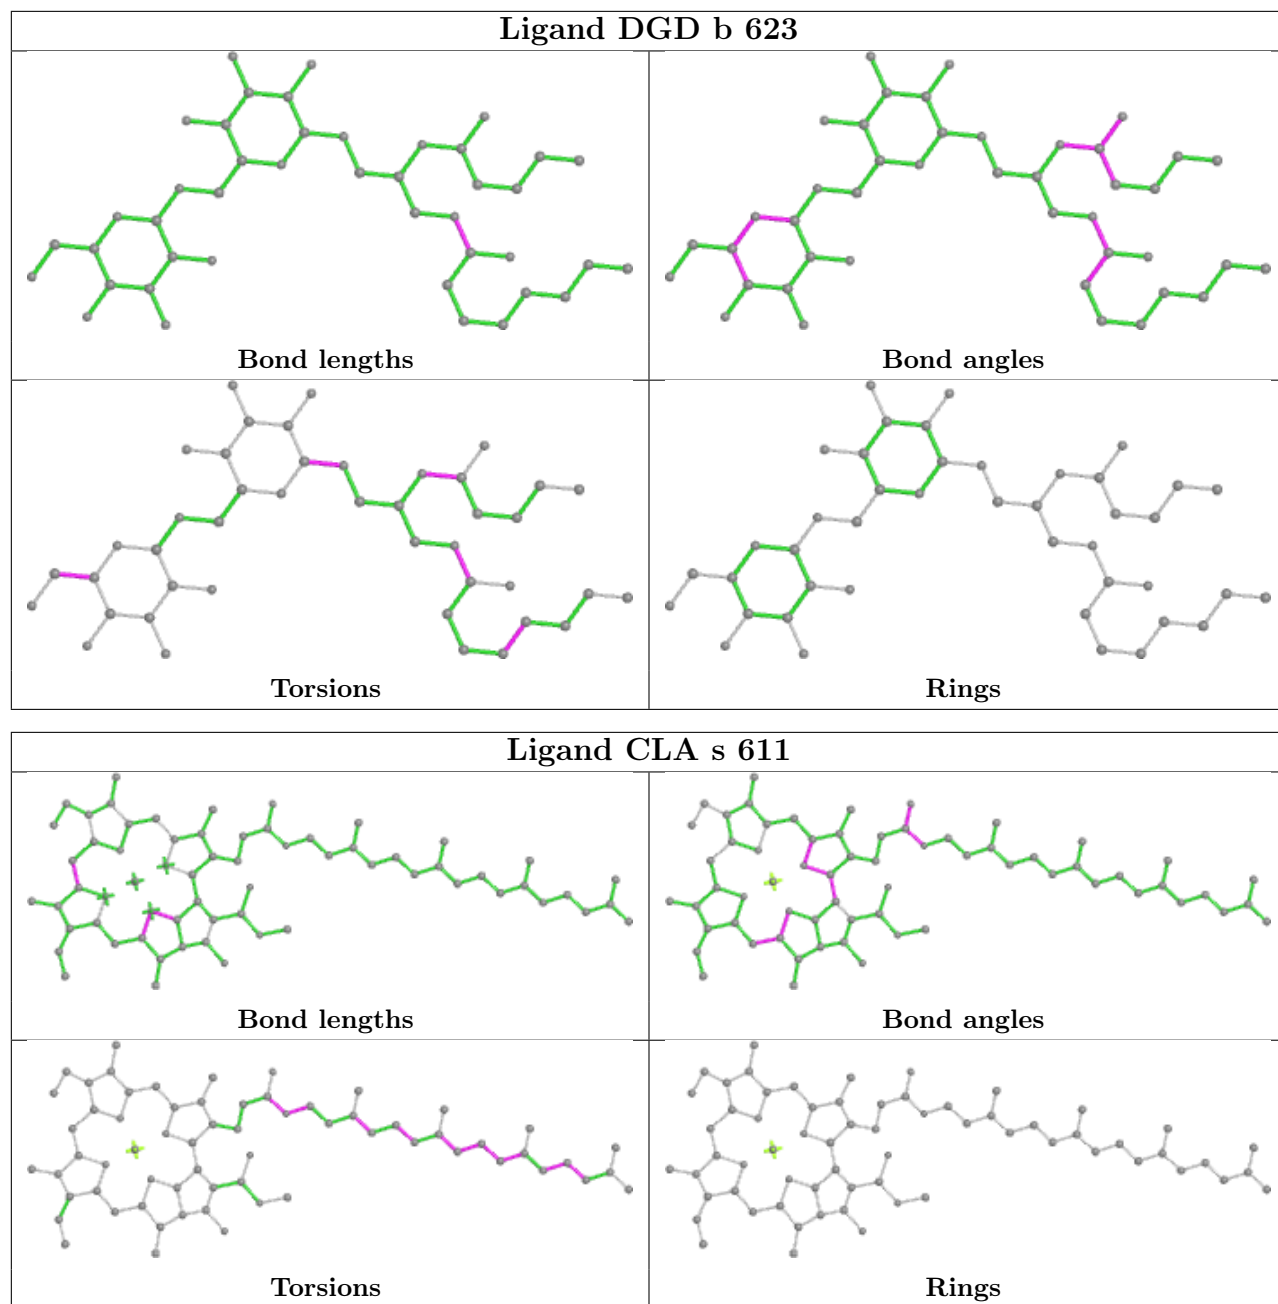 Ligand DGD b 623
Bond lengths
Bond angles
Torsions
Rings
Ligand CLA s 611
Bond lengths
Bond angles
Torsions
Rings